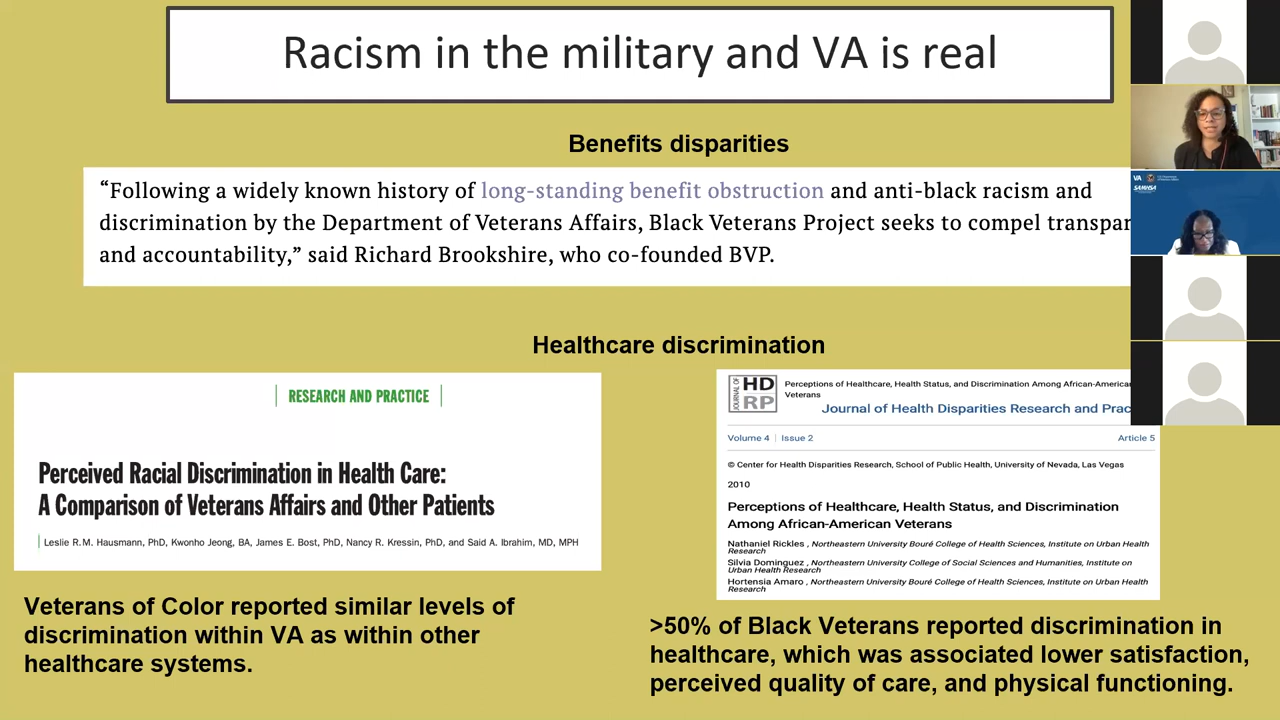 Racism in the military and VA is real
Benefits disparities
“Following a widely known history of long-standing benefit obstruction and anti-black racism and
discrimination by the Department of Veterans Affairs, Black Veterans Project seeks to compel transpar
and accountability,” said Richard Brookshire, who co-founded BVP.
VA
SAMHSA
Healthcare discrimination
RESEARCH AND PRACTICE
Perceived Racial Discrimination in Health Care:
A Comparison of Veterans Affairs and Other Patients
Leslie R.M. Hausmann, PhD, Kwonho Jeong, BA, James E. Bost, PhD, Nancy R. Kressin, PhD, and Said A. Ibrahim, MD, MPH
Veterans of Color reported similar levels of
discrimination within VA as within other
healthcare systems.
JOURNAL OF
HD
RP
Perceptions of Healthcare, Health Status, and Discrimination Among African-American
Veterans
Journal of Health Disparities Research and Prac
Volume 4 | Issue 2 Article 5
© Center for Health Disparities Research, School of Public Health, University of Nevada, Las Vegas
2010
Perceptions of Healthcare, Health Status, and Discrimination
Among African-American Veterans
Nathaniel Rickles , Northeastern University Bouré College of Health Sciences, Institute on Urban Health
Research
Silvia Dominguez , Northeastern University College of Social Sciences and Humanities, Institute on
Urban Health Research
Hortensia Amaro , Northeastern University Bouré College of Health Sciences, Institute on Urban Health
Research
>50% of Black Veterans reported discrimination in
healthcare, which was associated lower satisfaction,
perceived quality of care, and physical functioning.